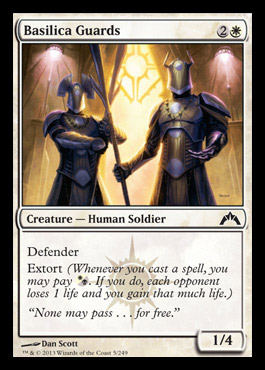 Basilica Guards 2
Creature — Human Soldier
Defender
Extort (Whenever you cast a spell, you
may pay . If you do, each opponent
loses 1 life and you gain that much life.)
“None may pass . . . for free.”
1/4
Dan Scott
™ & © 2013 Wizards of the Coast 5/249